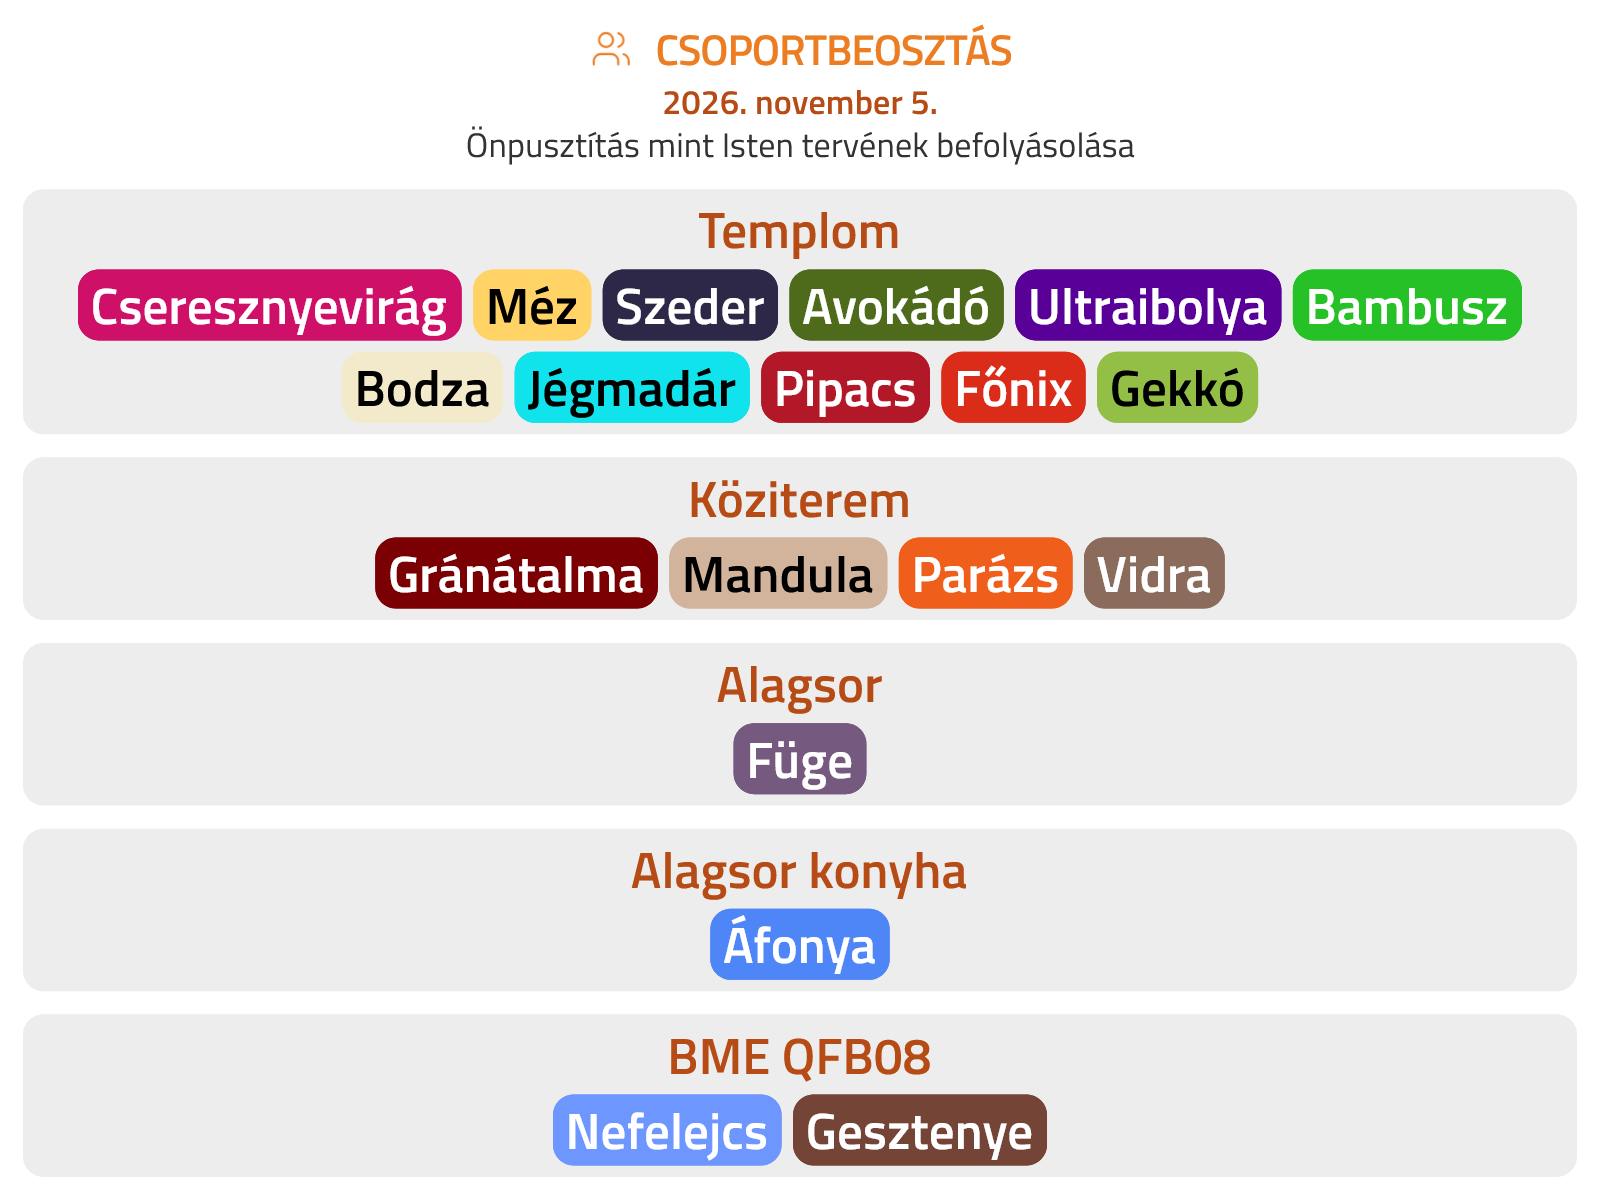 CSOPORTBEOSZTÁS
2026. november 5.
Önpusztítás mint Isten tervének befolyásolása
Templom
Cseresznyevirág Méz Szeder Avokádó Ultraibolya Bambusz
Bodza Jégmadár Pipacs Főnix Gekkó
Köziterem
Gránátalma Mandula Parázs Vidra
Alagsor
Füge
Alagsor konyha
Áfonya
BME QFB08
Nefelejcs Gesztenye